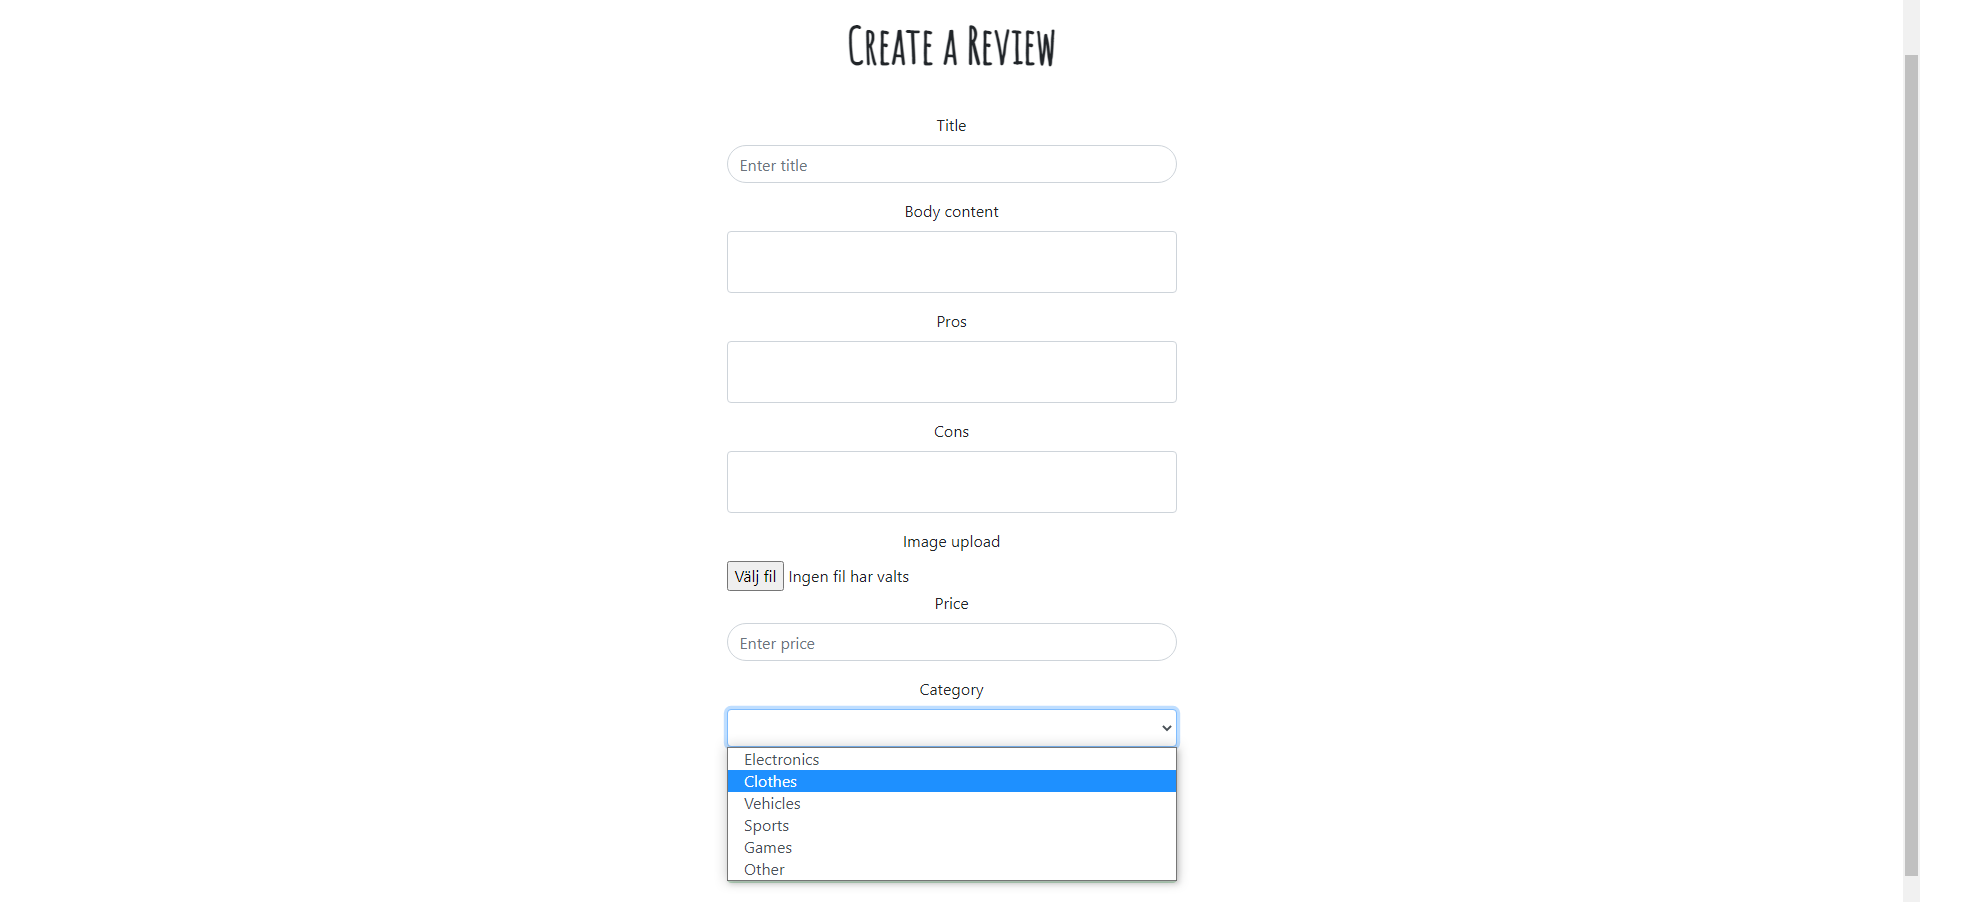 Create a Review
Title
Enter title
Body content
Pros
Cons
Image upload
Välj fil Ingen fil har valts
Price
Enter price
Category
Electronics
Clothes
Vehicles
Sports
Games
Other